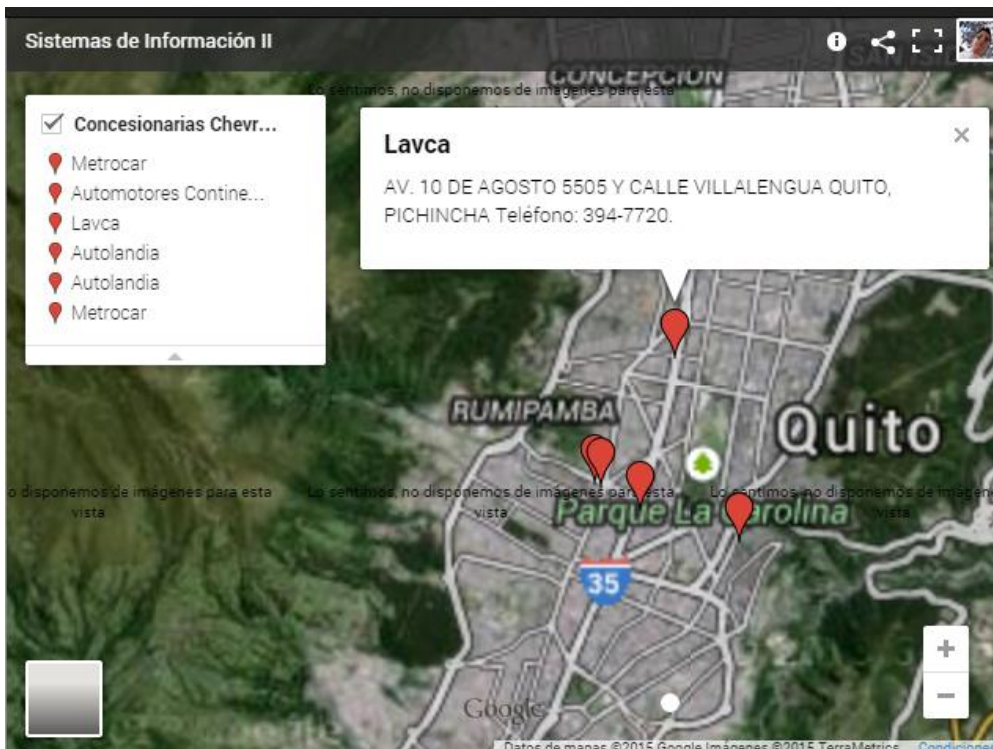 Sistemas de Información II
CONCEPCION
Lo sentimos, no disponemos de imágenes para esta
Concesionarias Chevr...
Metrocar
Automotores Contine...
Lavca
Autolandia
Autolandia
Metrocar
Lavca
AV. 10 DE AGOSTO 5505 Y CALLE VILLALENGUA QUITO,
PICHINCHA Teléfono: 394-7720.
RUMIPAMBA
Quito
o disponemos de imágenes para esta
vista
Lo sentimos, no disponemos de imágenes para esta
vista
Lo sentimos, no disponemos de imágen
vista
Parque La Carolina
35
Google
Datos de mapas ©2015 Google Imágenes ©2015 TerraMetrics
Condicione